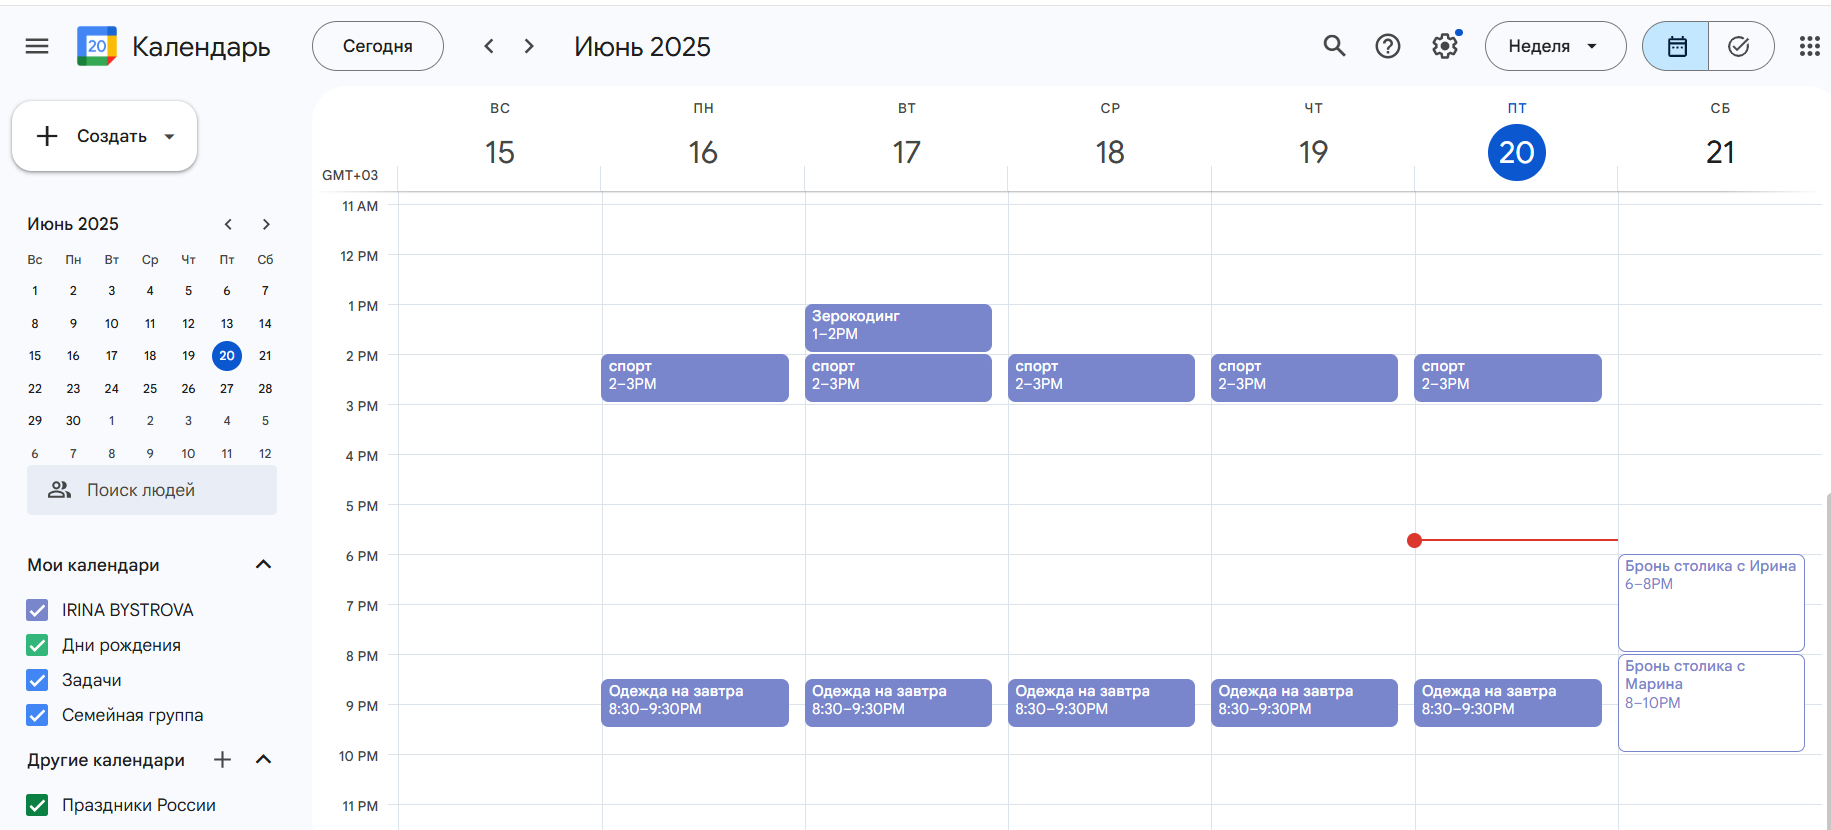 20 Календарь
Сегодня
Июнь 2025
Неделя
Создать
ВС ПН ВТ СР ЧТ ПТ СБ
15 16 17 18 19 20 21
GMT+03
Июнь 2025
Вс Пн Вт Ср Чт Пт Сб
1 2 3 4 5 6 7
8 9 10 11 12 13 14
15 16 17 18 19 20 21
22 23 24 25 26 27 28
29 30 1 2 3 4 5
6 7 8 9 10 11 12
Поиск людей
Мои календари
IRINA BYSTROVA
Дни рождения
Задачи
Семейная группа
Другие календари
Праздники России
11 AM
12 PM
1 PM
Зерокодинг
1–2PM
2 PM
спорт спорт спорт спорт спорт
2–3PM 2–3PM 2–3PM 2–3PM 2–3PM
3 PM
4 PM
5 PM
6 PM
Бронь столика с Ирина
6–8PM
7 PM
8 PM
Бронь столика с
Марина
8–10PM
Одежда на завтра Одежда на завтра Одежда на завтра Одежда на завтра Одежда на завтра
8:30–9:30PM 8:30–9:30PM 8:30–9:30PM 8:30–9:30PM 8:30–9:30PM
9 PM
10 PM
11 PM